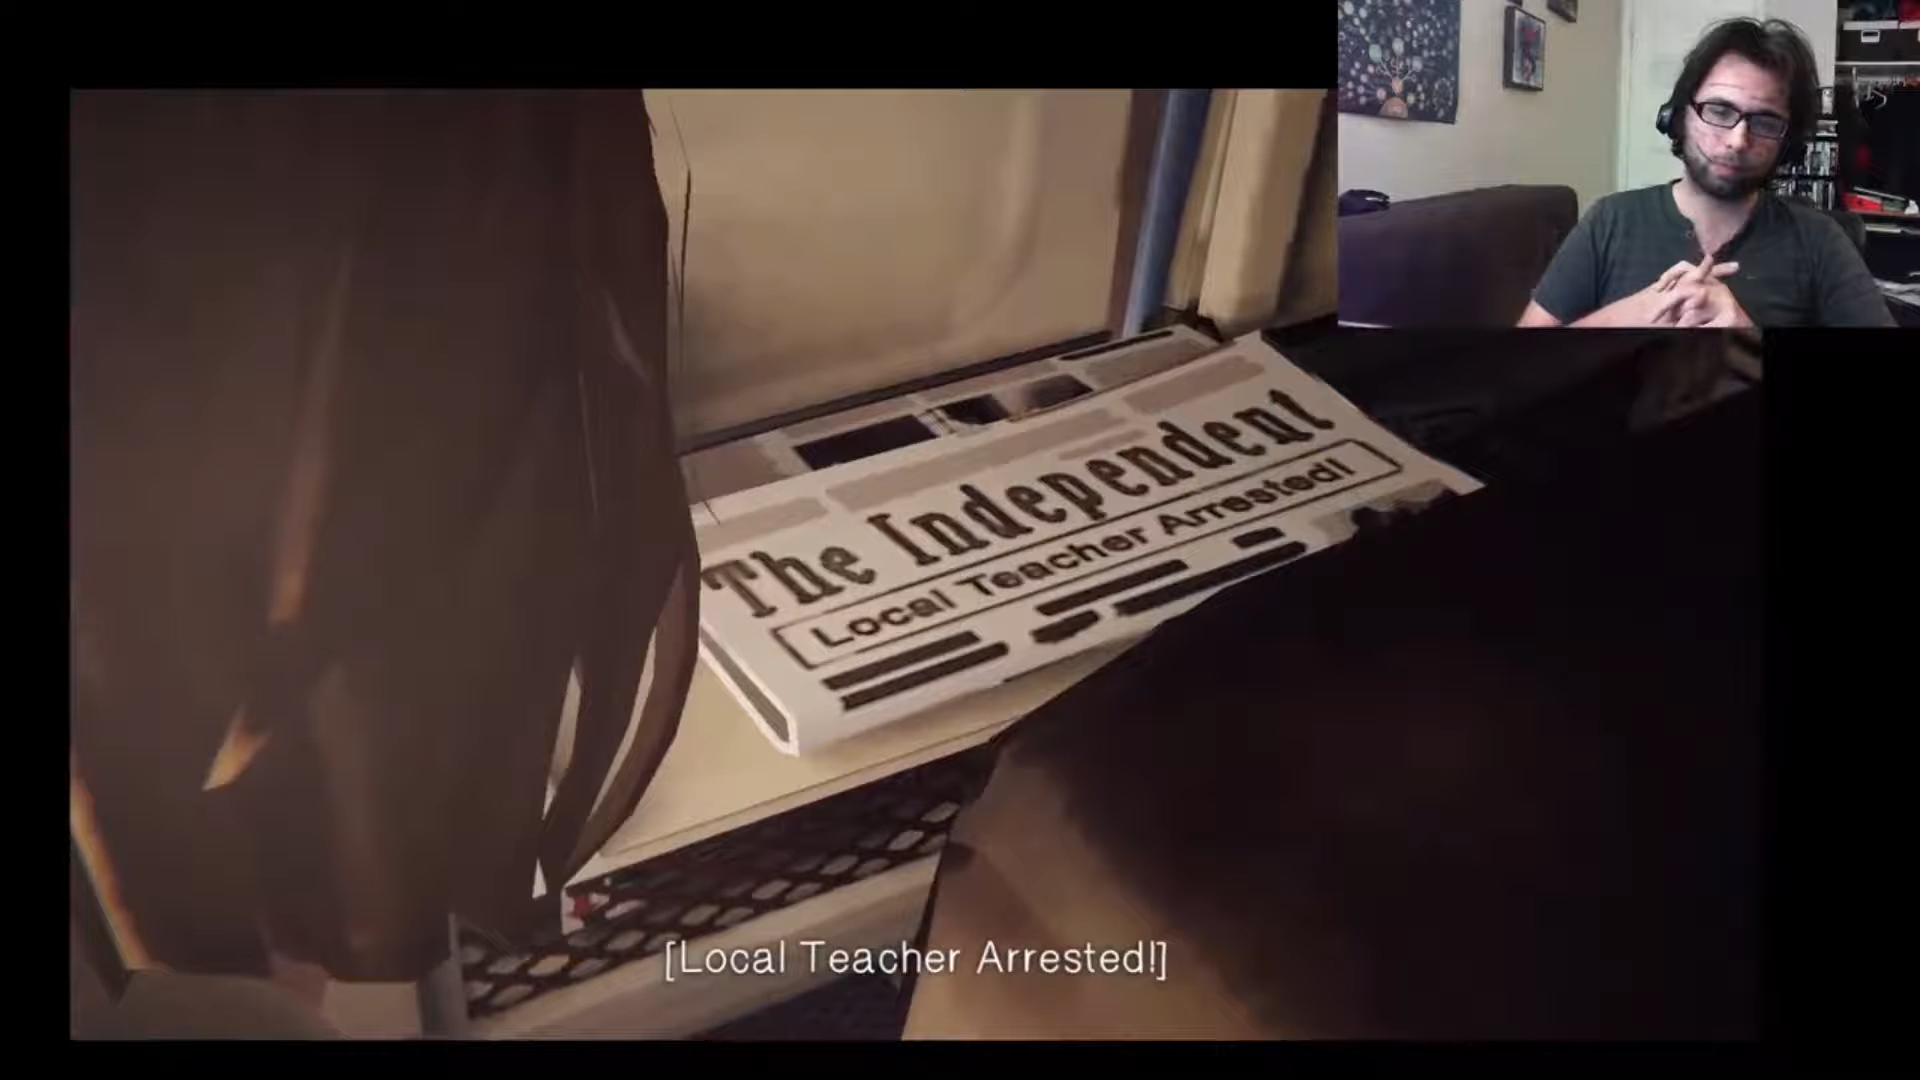 The Independent
Local Teacher Arrested!
[Local Teacher Arrested!]